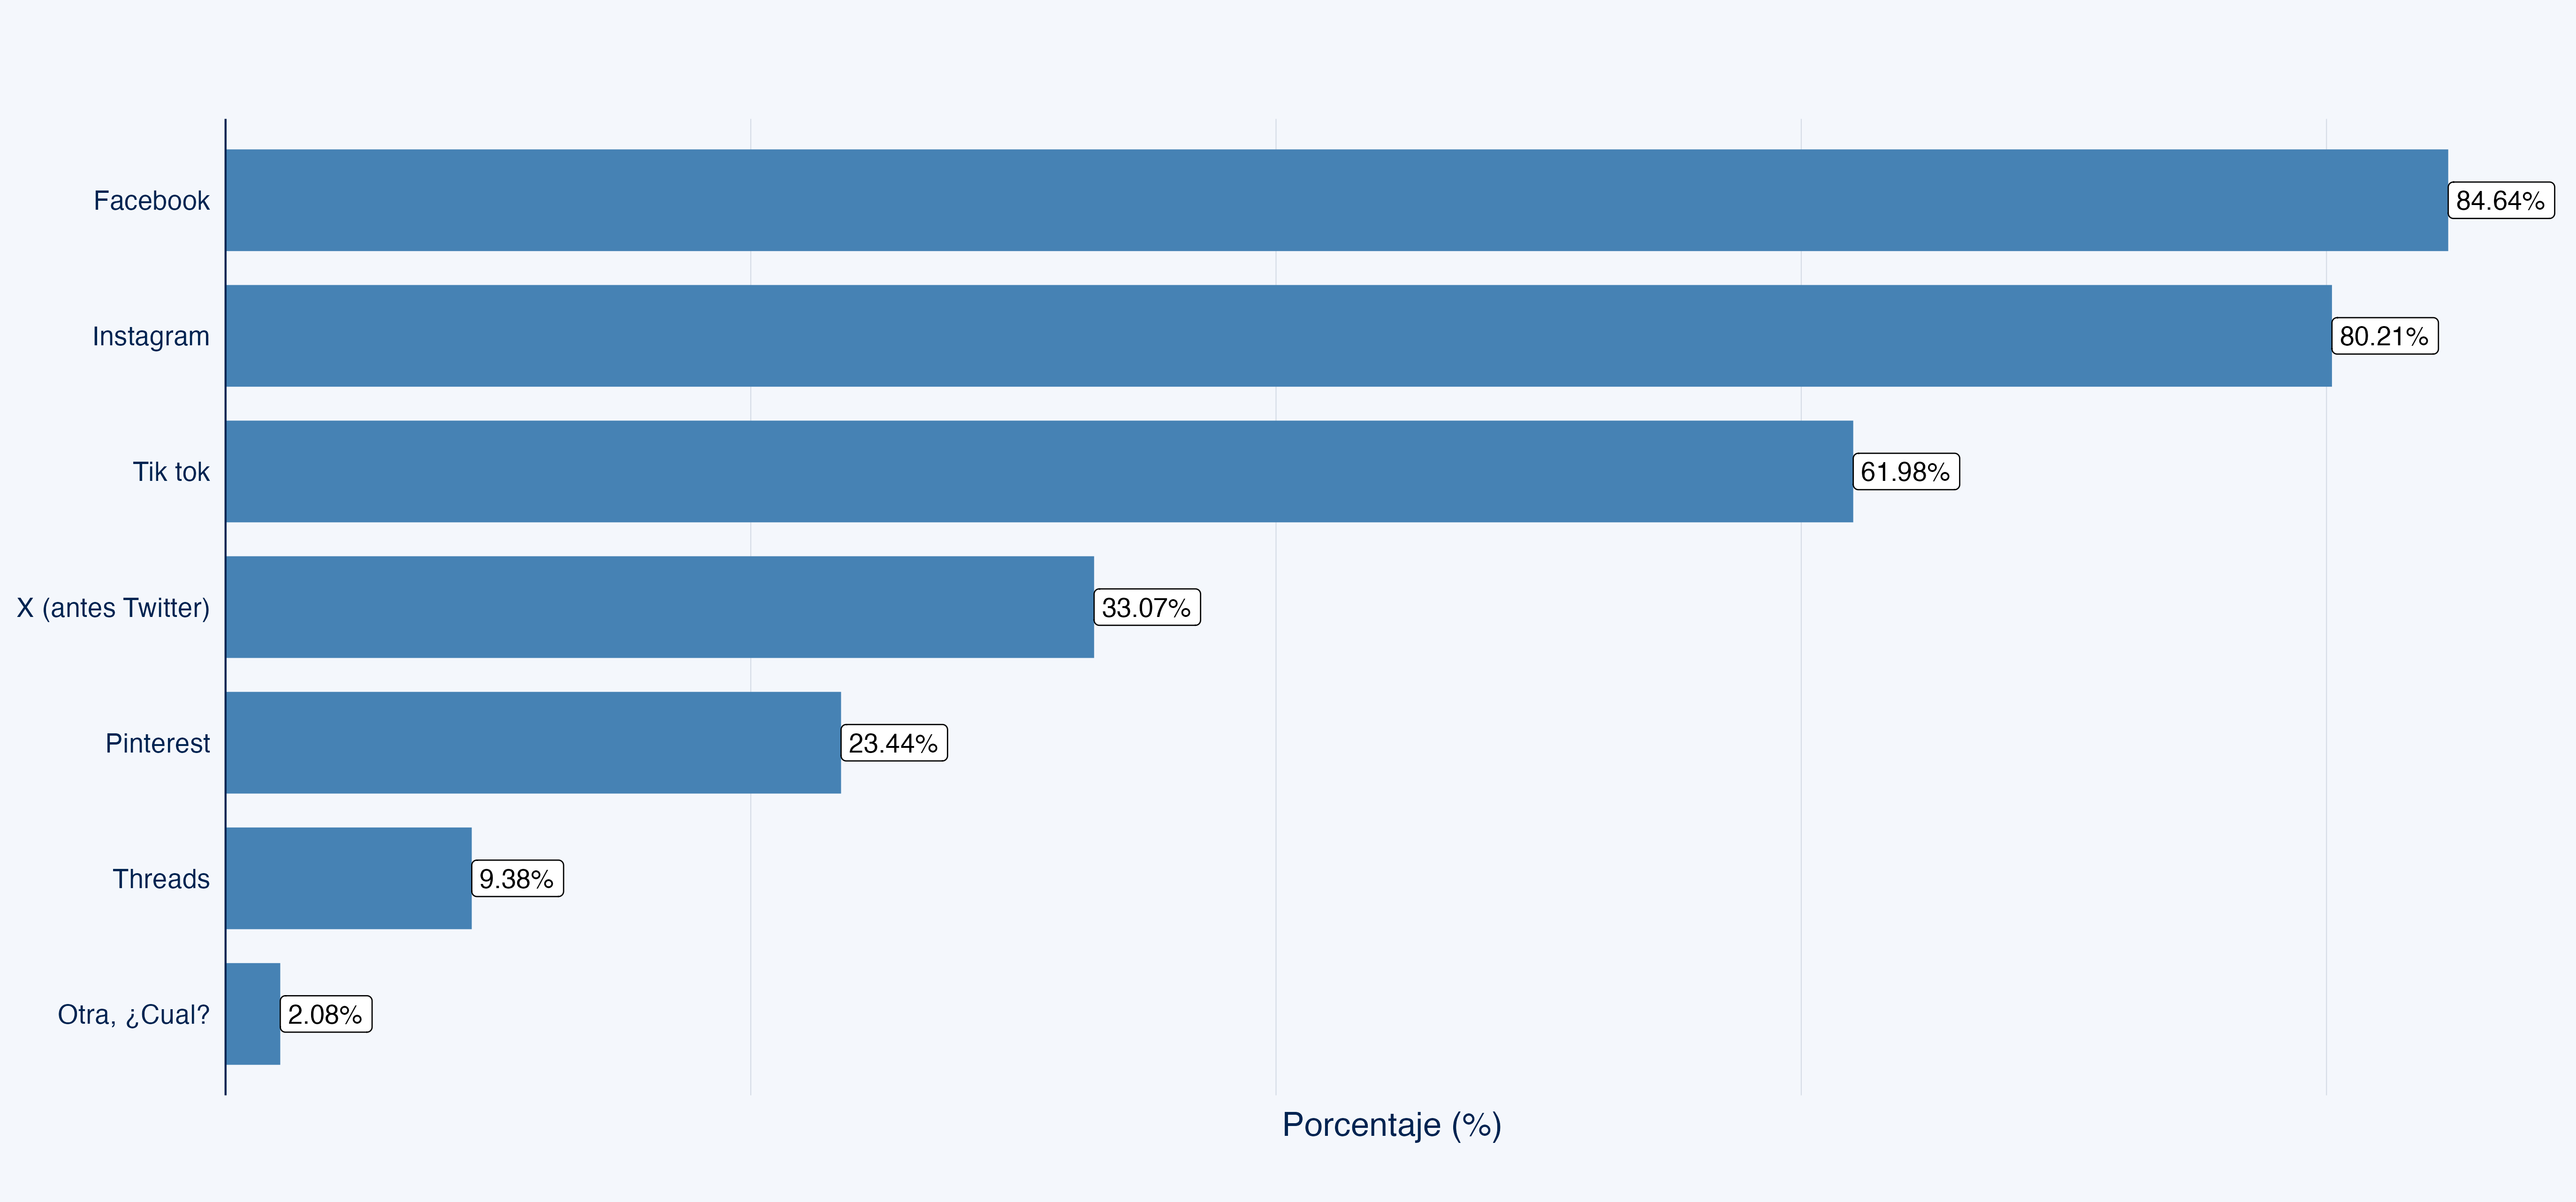 Facebook
84.64%
Instagram
80.21%
Tik tok
61.98%
X (antes Twitter)
33.07%
Pinterest
23.44%
Threads
9.38%
Otra, ¿Cual?
2.08%
Porcentaje (%)